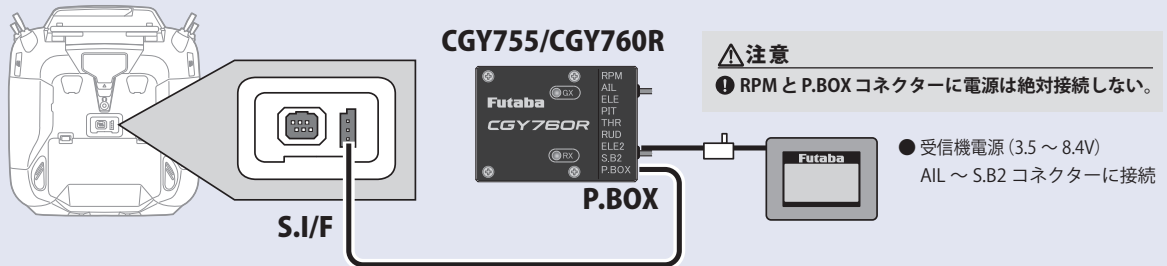 CGY755/CGY760R
⚠注意
❗ RPM と P.BOX コネクターに電源は絶対接続しない。
RPM
AIL
ELE
PIT
THR
RUD
ELE2
S.B2
P.BOX
Futaba
GX
CGY760R
RX
Futaba
● 受信機電源 (3.5 ～ 8.4V)
AIL ～ S.B2 コネクターに接続
P.BOX
S.I/F